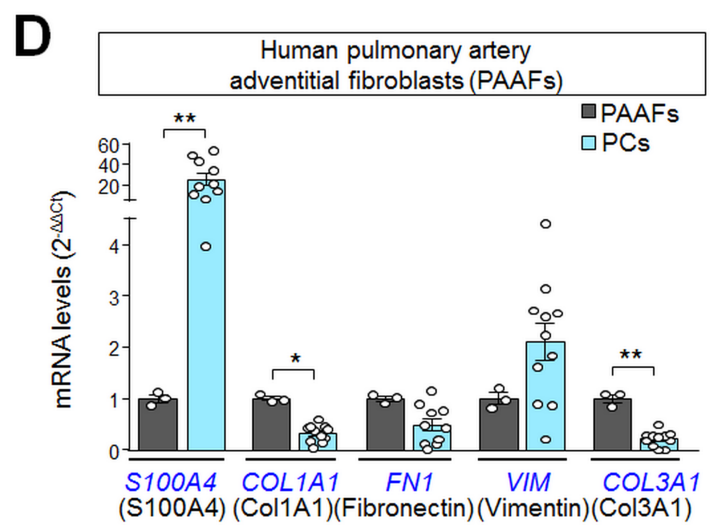 D
Human pulmonary artery
adventitial fibroblasts (PAAFs)
PAAFs
PCs
mRNA levels (2-ΔΔCt)
60
40
20
4
3
2
1
0
**
*
**
S100A4 COL1A1 FN1 VIM COL3A1
(S100A4) (Col1A1)(Fibronectin)(Vimentin)(Col3A1)